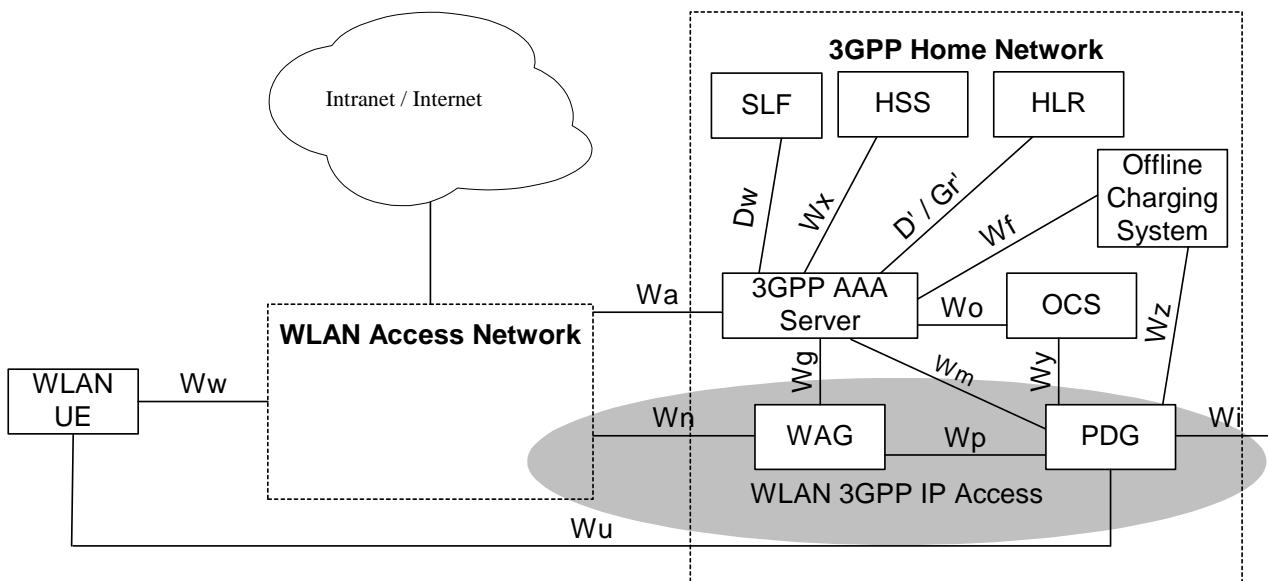 3GPP Home Network
Intranet / Internet
SLF
HSS
HLR
Offline
Charging
System
Dw
Wx
D' / Gr'
Wf
3GPP AAA
Server
Wa
Wo
OCS
Wz
WLAN Access Network
Wg
Wm
Wy
WLAN
UE
Ww
Wn
WAG
Wp
PDG
Wi
WLAN 3GPP IP Access
Wu